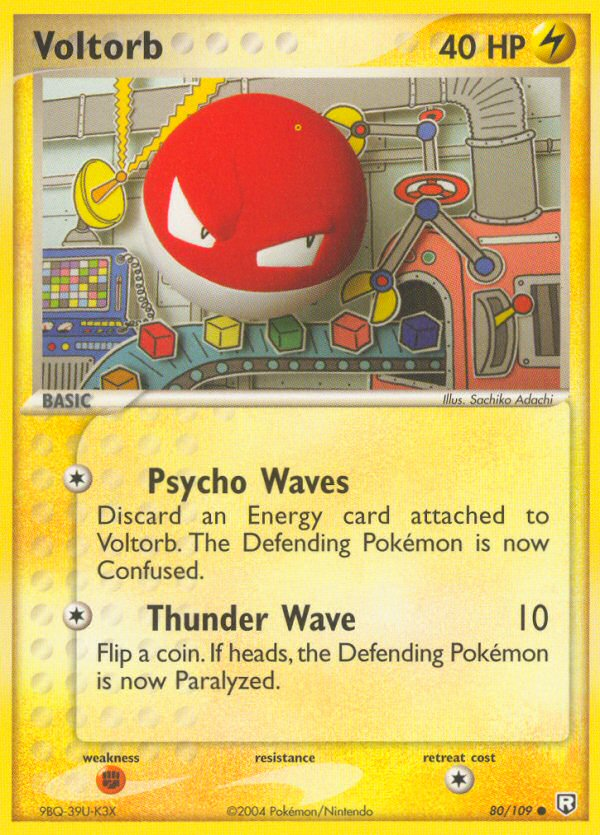 Voltorb 40 HP
BASIC
Illus. Sachiko Adachi
Psycho Waves
Discard an Energy card attached to
Voltorb. The Defending Pokémon is now
Confused.
Thunder Wave 10
Flip a coin. If heads, the Defending Pokémon
is now Paralyzed.
weakness resistance retreat cost
9BQ-39U-K3X ©2004 Pokémon/Nintendo 80/109 ● R